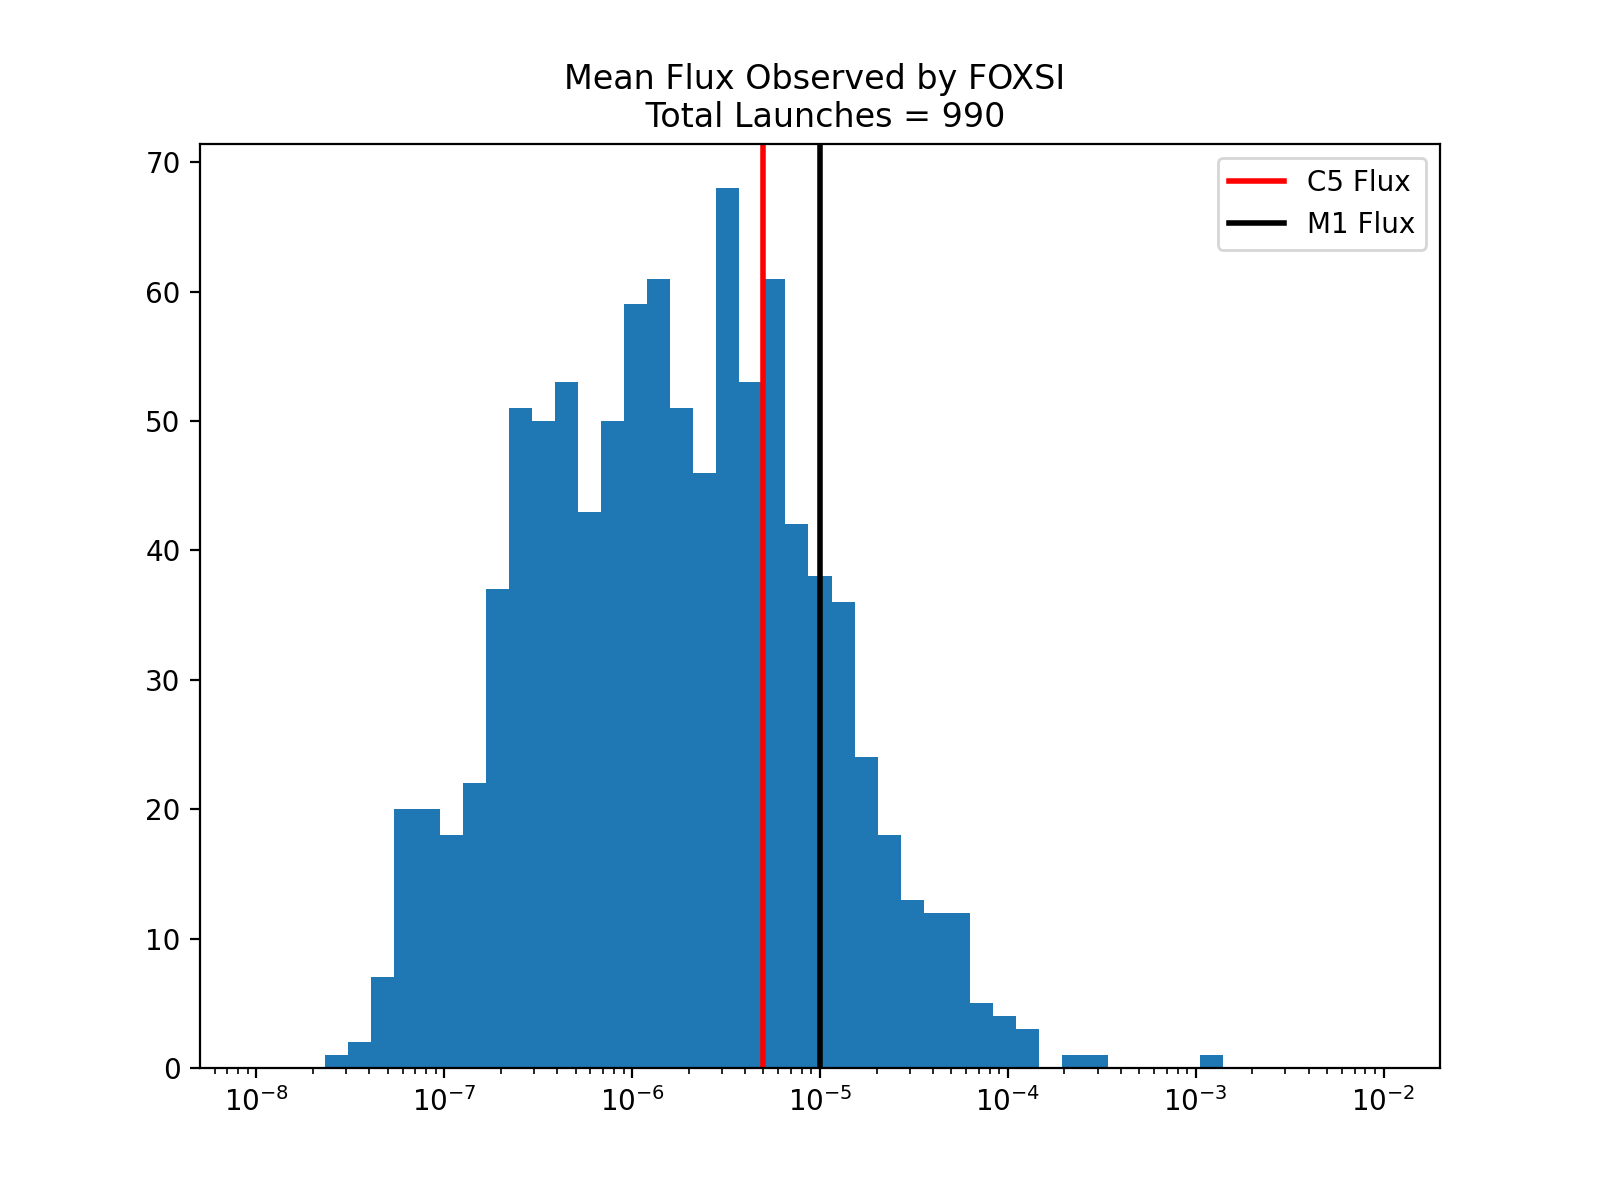 Mean Flux Observed by FOXSI
Total Launches = 990
C5 Flux
M1 Flux
70
60
50
40
30
20
10
0
10⁻⁸ 10⁻⁷ 10⁻⁶ 10⁻⁵ 10⁻⁴ 10⁻³ 10⁻²